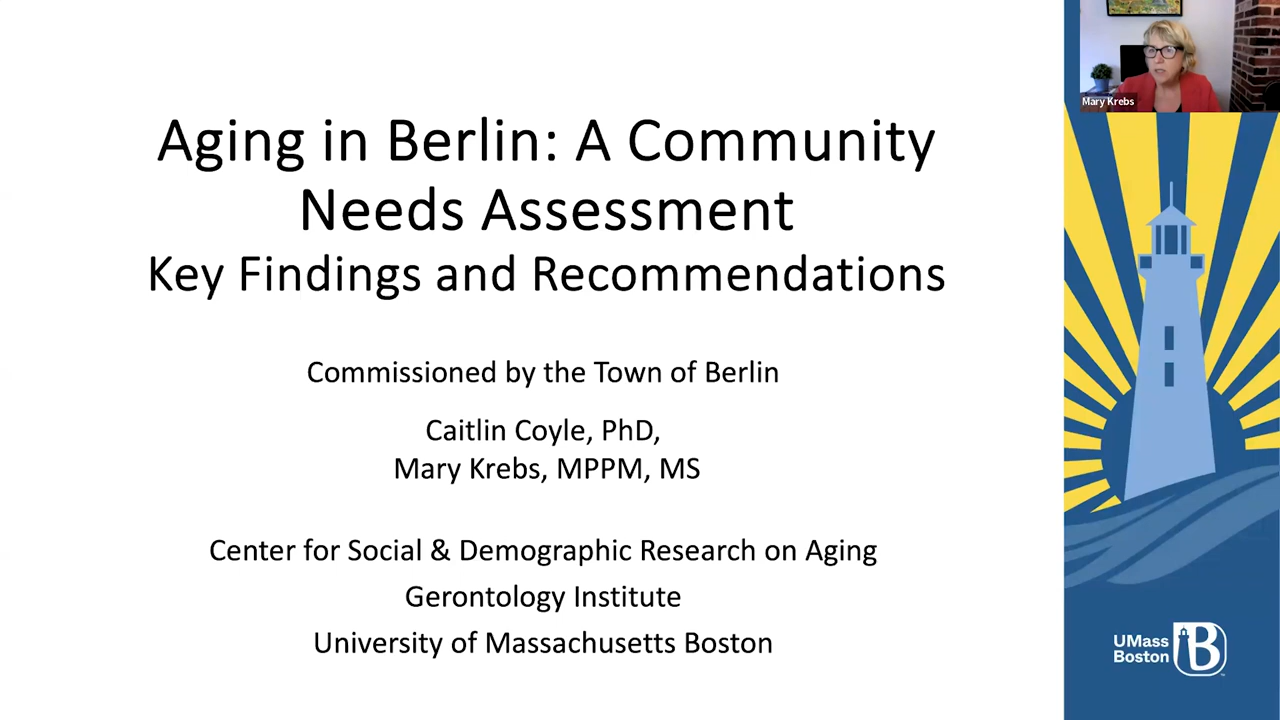 Aging in Berlin: A Community
Needs Assessment
Key Findings and Recommendations
Commissioned by the Town of Berlin
Caitlin Coyle, PhD,
Mary Krebs, MPPM, MS
Center for Social & Demographic Research on Aging
Gerontology Institute
University of Massachusetts Boston
Mary Krebs
UMass
Boston
B